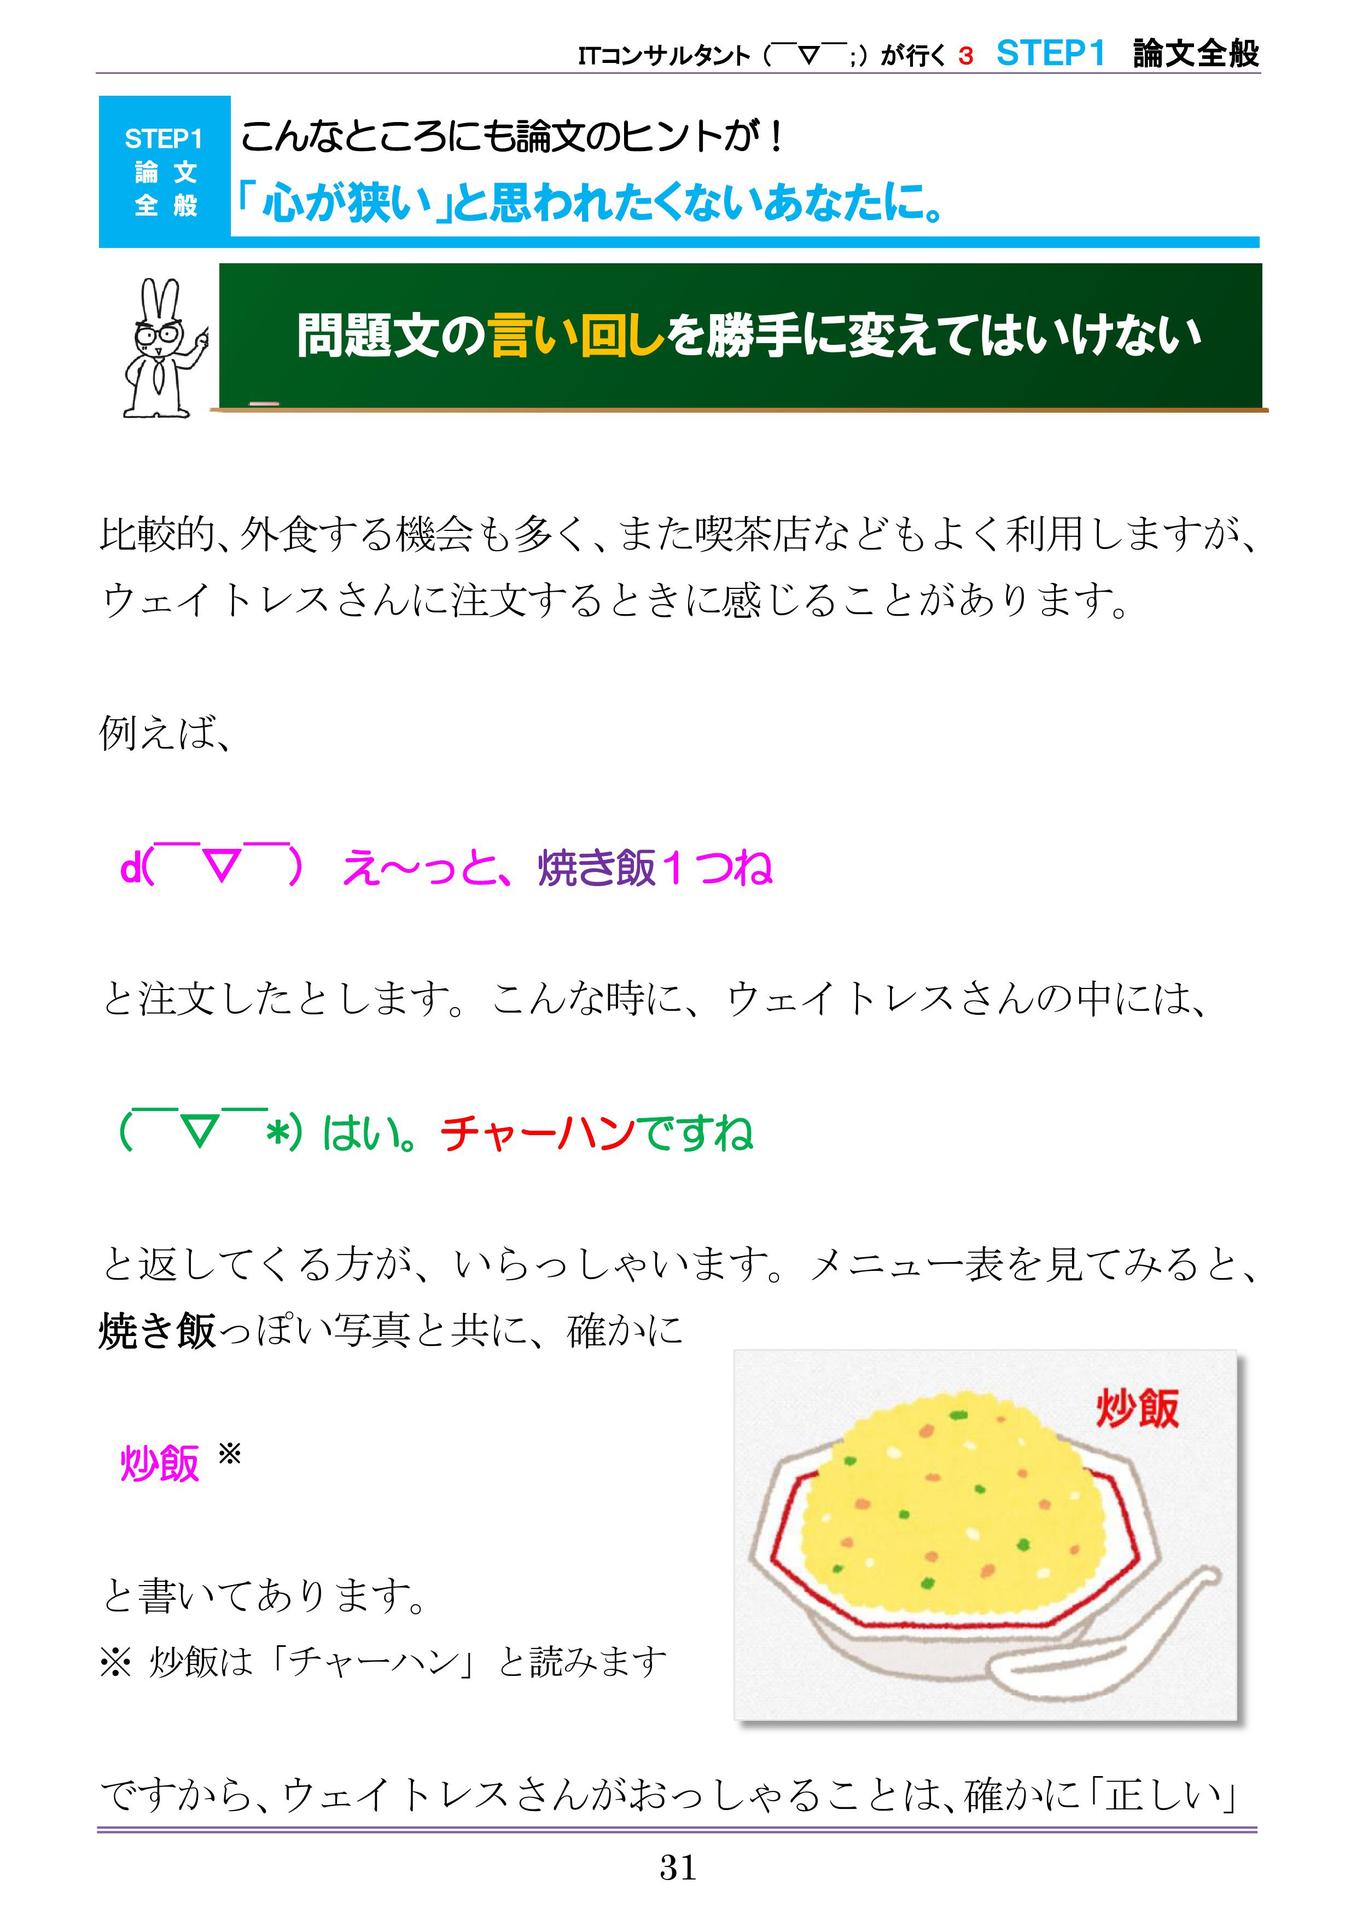 ITコンサルタント（￣▽￣；）が行く 3 STEP1 論文全般
STEP1
論 文
全 般
こんなところにも論文のヒントが！
「心が狭い」と思われたくないあなたに。
問題文の言い回しを勝手に変えてはいけない
比較的、外食する機会も多く、また喫茶店などもよく利用しますが、
ウェイトレスさんに注文するときに感じることがあります。
例えば、
d(￣▽￣) え～っと、焼き飯１つね
と注文したとします。こんな時に、ウェイトレスさんの中には、
(￣▽￣*) はい。チャーハンですね
と返してくる方が、いらっしゃいます。メニュー表を見てみると、
焼き飯っぽい写真と共に、確かに
炒飯 ※
炒飯
と書いてあります。
※ 炒飯は「チャーハン」と読みます
ですから、ウェイトレスさんがおっしゃることは、確かに「正しい」
31